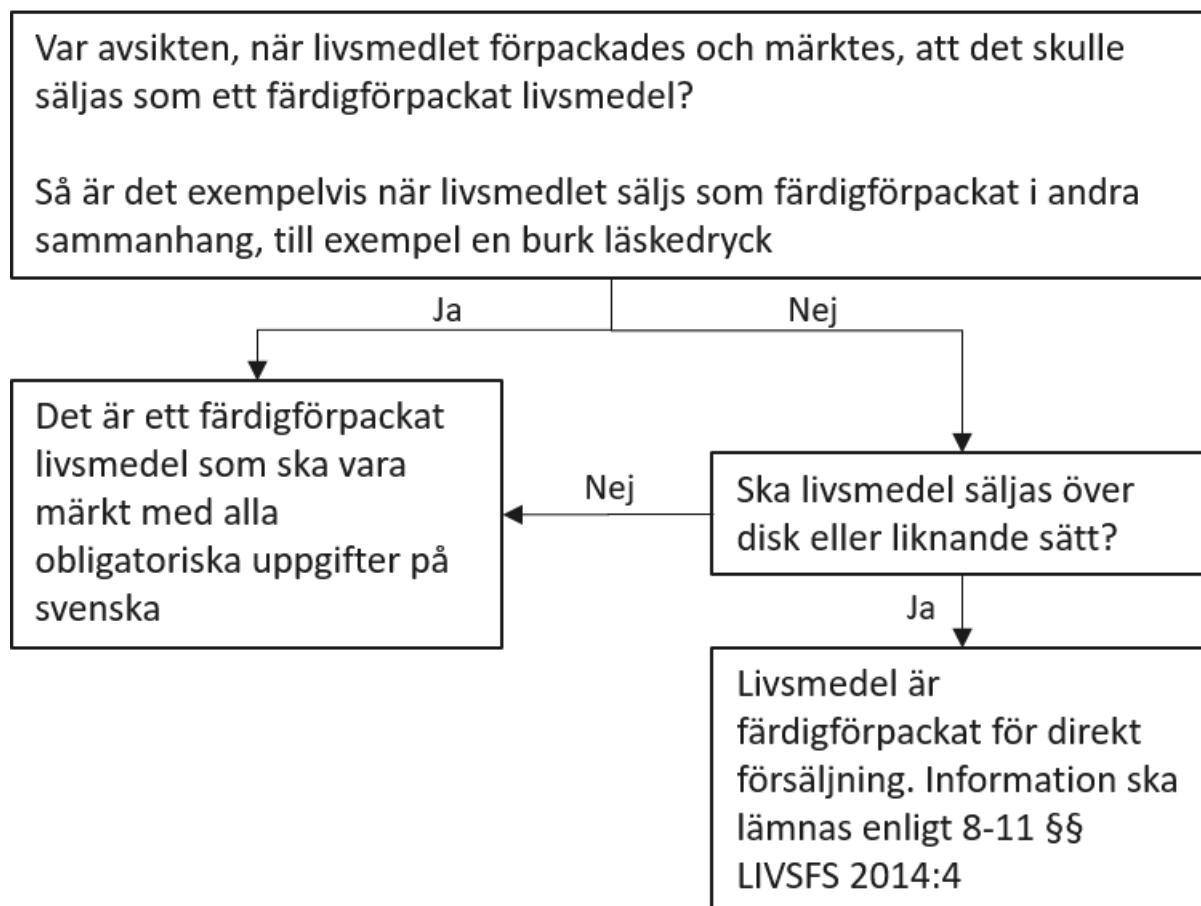 Var avsikten, när livsmedlet förpackades och märktes, att det skulle
säljas som ett färdigförpackat livsmedel?
Så är det exempelvis när livsmedlet säljs som färdigförpackat i andra
sammanhang, till exempel en burk läskedryck
Ja
Nej
Det är ett färdigförpackat
livsmedel som ska vara
märkt med alla
obligatoriska uppgifter på
svenska
Nej
Ska livsmedel säljas över
disk eller liknande sätt?
Ja
Livsmedel är
färdigförpackat för direkt
försäljning. Information ska
lämnas enligt 8-11 §§
LIVSFS 2014:4